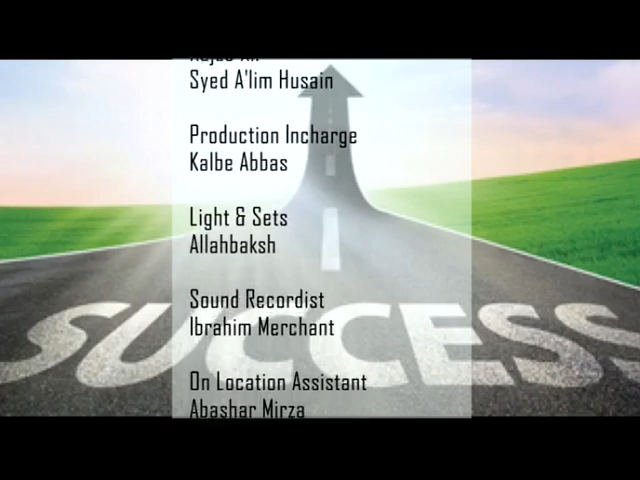 Syed A'lim Husain
Production Incharge
Kalbe Abbas
Light & Sets
Allahbaksh
Sound Recordist
Ibrahim Merchant
On Location Assistant
Abashar Mirza
SUCCESS